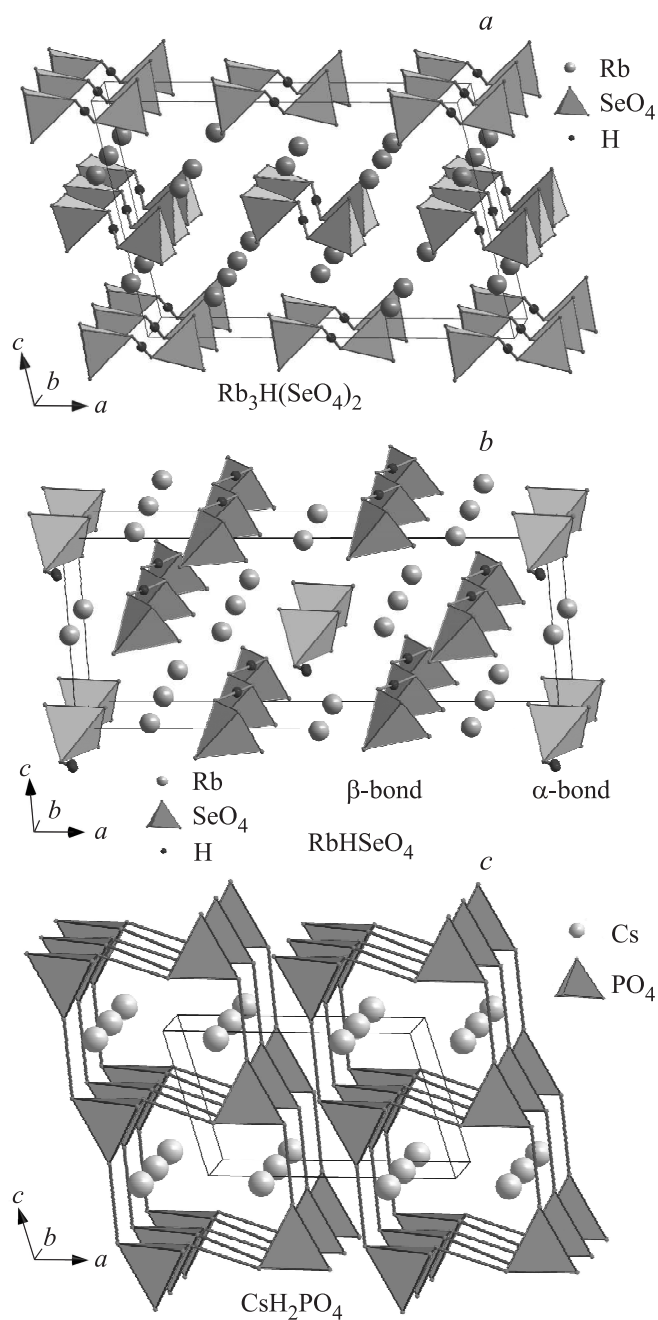 a
Rb
SeO₄
H
c
b
a
Rb₃H(SeO₄)₂
b
c
b
a
Rb
SeO₄
H
β-bond
α-bond
RbHSeO₄
c
Cs
PO₄
c
b
a
CsH₂PO₄